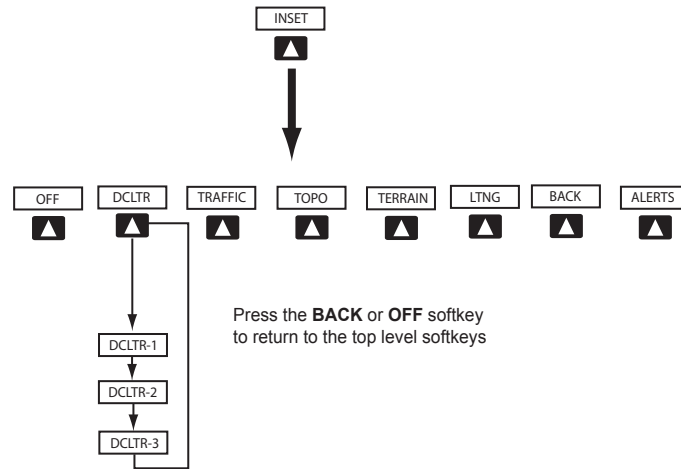 INSET
OFF
DCLTR
TRAFFIC
TOPO
TERRAIN
LTNG
BACK
ALERTS
Press the BACK or OFF softkey
to return to the top level softkeys
DCLTR-1
DCLTR-2
DCLTR-3